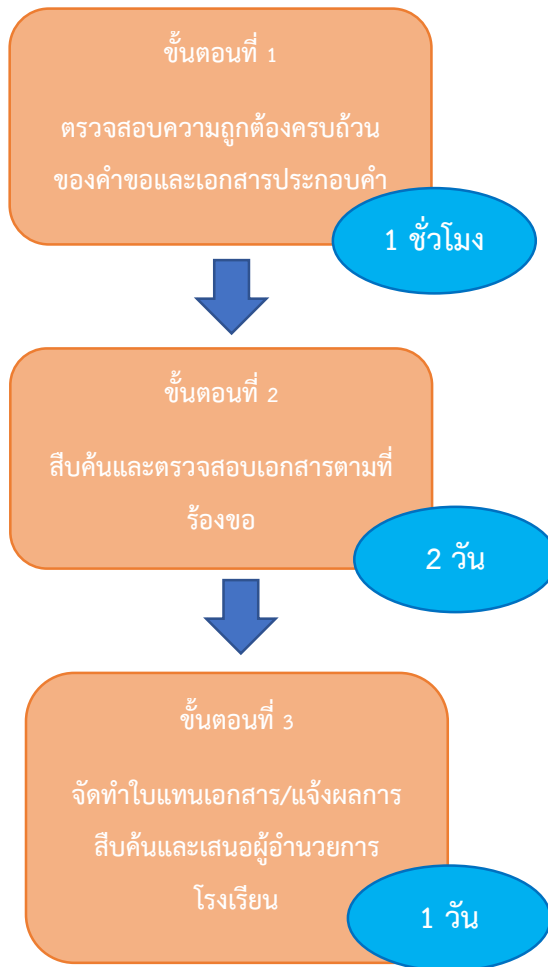 ขั้นตอนที่ 1
ตรวจสอบความถูกต้องครบถ้วน
ของคำขอและเอกสารประกอบคำ
1 ชั่วโมง
ขั้นตอนที่ 2
สืบค้นและตรวจสอบเอกสารตามที่
ร้องขอ
2 วัน
ขั้นตอนที่ 3
จัดทำใบแทนเอกสาร/แจ้งผลการ
สืบค้นและเสนอผู้อำนวยการ
โรงเรียน
1 วัน